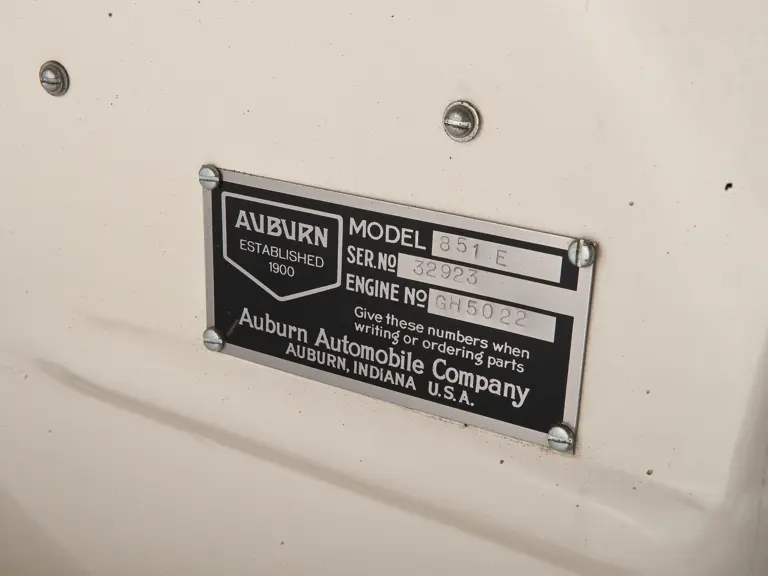 AUBURN
ESTABLISHED
1900
MODEL 851 E
SER.Nº 32923
ENGINE Nº GH5022
Give these numbers when
writing or ordering parts
Auburn Automobile Company
AUBURN, INDIANA U.S.A.